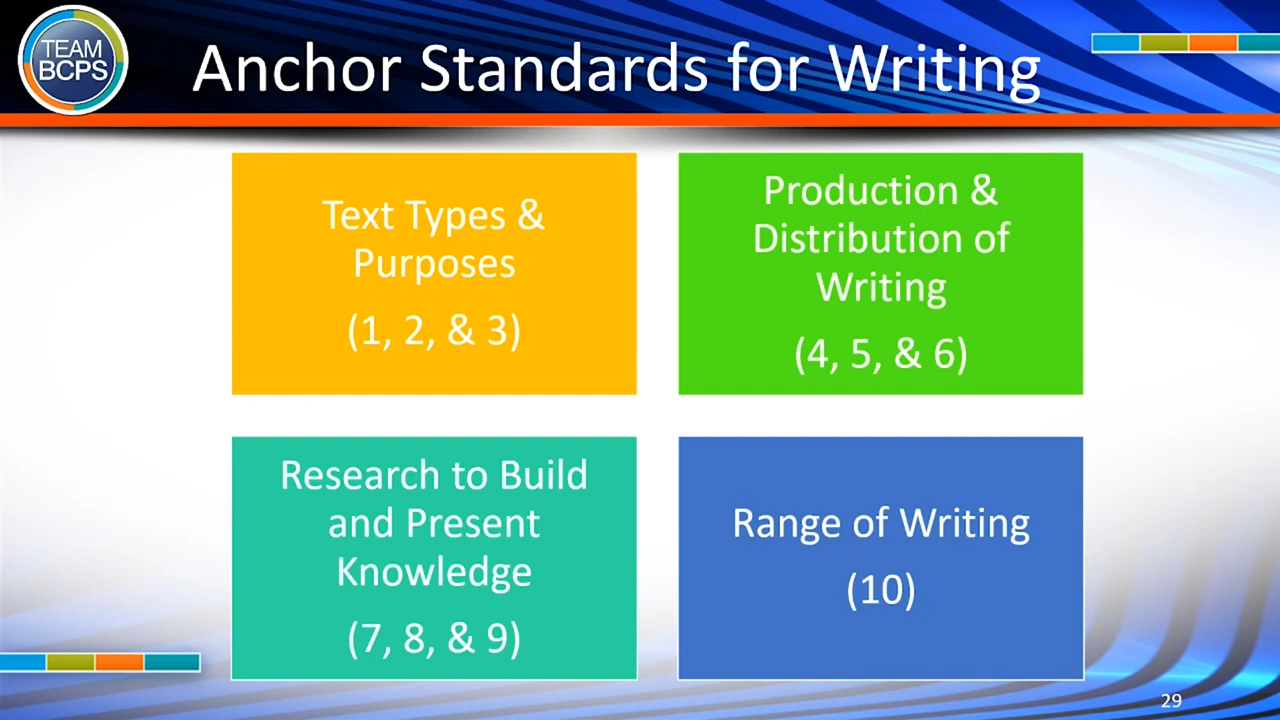 TEAM
BCPS
Anchor Standards for Writing
Text Types &
Purposes
(1, 2, & 3)
Production &
Distribution of
Writing
(4, 5, & 6)
Research to Build
and Present
Knowledge
(7, 8, & 9)
Range of Writing
(10)
29